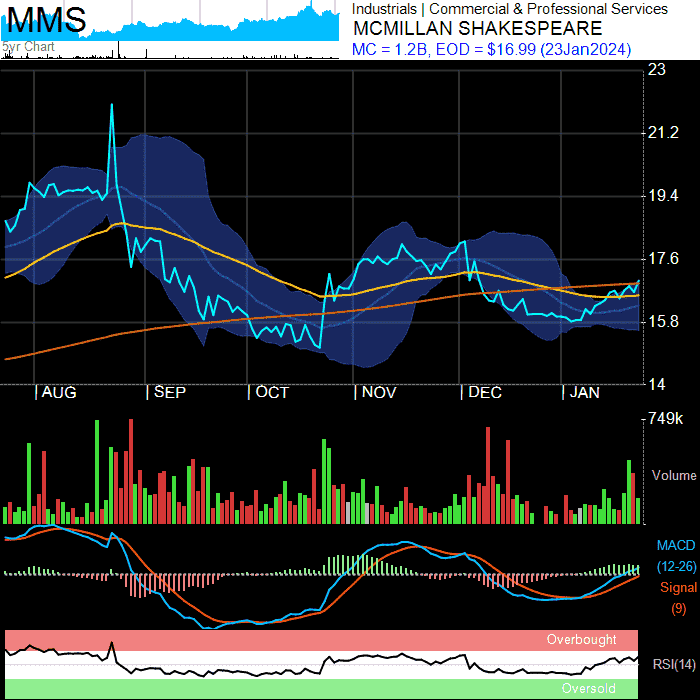 MMS
5yr Chart
Industrials | Commercial & Professional Services
MCMILLAN SHAKESPEARE
MC = 1.2B, EOD = $16.99 (23Jan2024)
23
21.2
19.4
17.6
15.8
14
| AUG | SEP | OCT | NOV | DEC | JAN
749k
Volume
MACD
(12-26)
Signal
(9)
Overbought
RSI(14)
Oversold